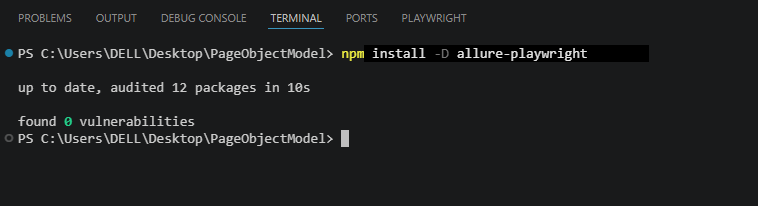 PROBLEMS OUTPUT DEBUG CONSOLE TERMINAL PORTS PLAYWRIGHT
PS C:\Users\DELL\Desktop\PageObjectModel> npm install -D allure-playwright
up to date, audited 12 packages in 10s
found 0 vulnerabilities
PS C:\Users\DELL\Desktop\PageObjectModel>